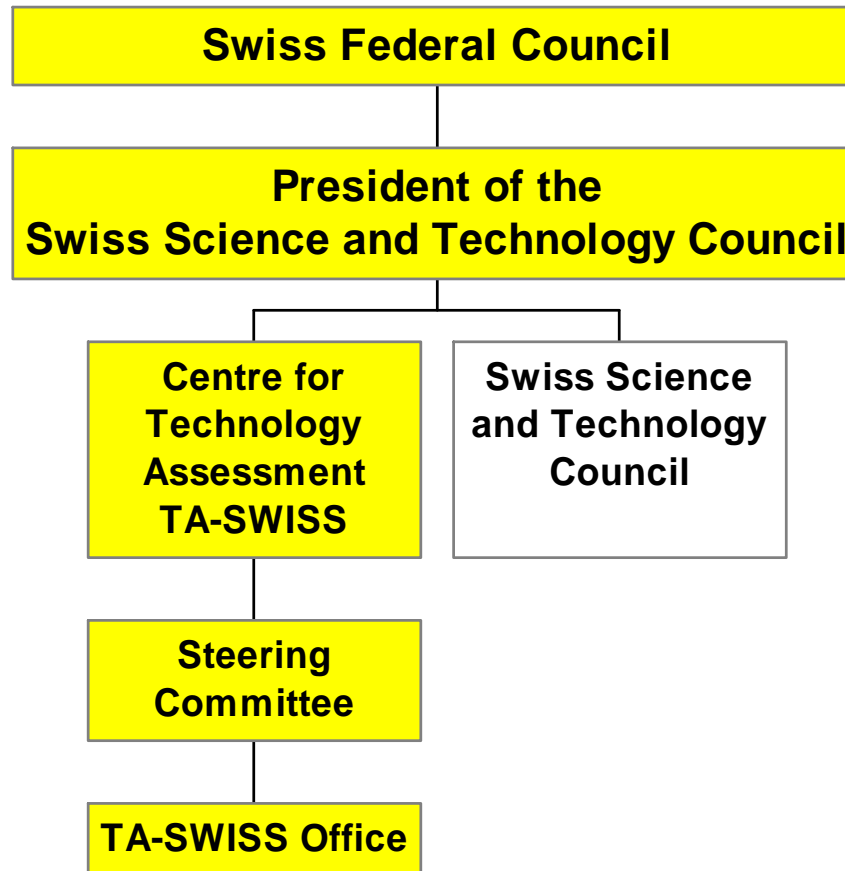 Swiss Federal Council
President of the
Swiss Science and Technology Council
Centre for
Technology
Assessment
TA-SWISS
Swiss Science
and Technology
Council
Steering
Committee
TA-SWISS Office